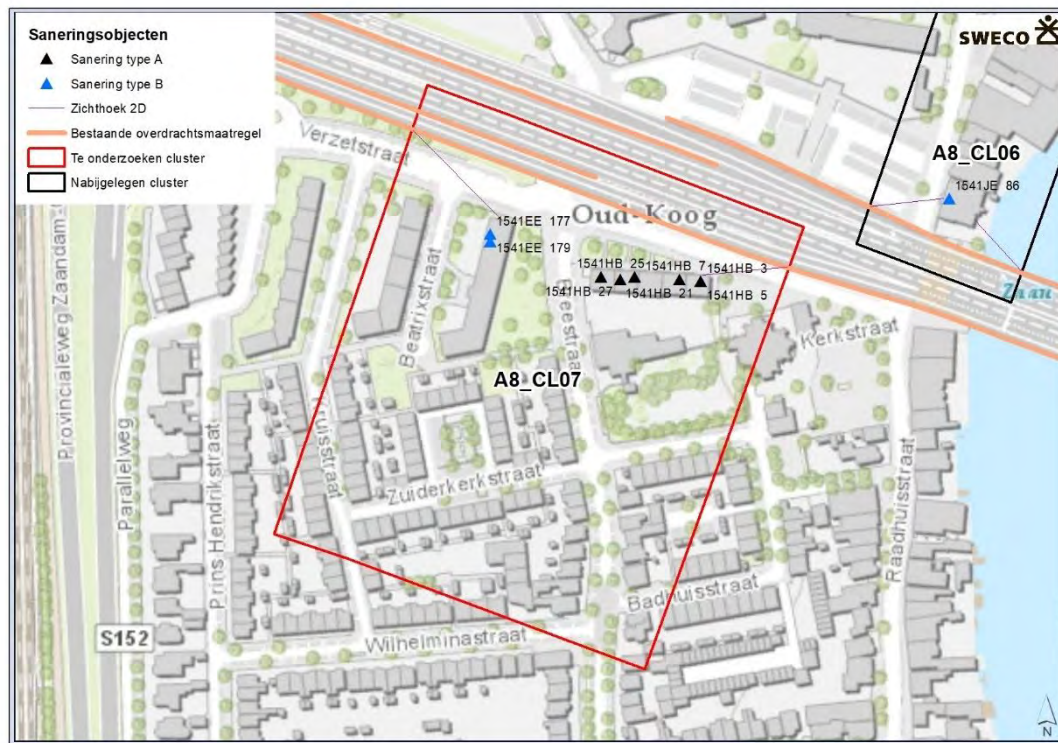 Saneringsobjecten
Sanering type A
Sanering type B
Zichthoek 2D
Bestaande overdrachtsmaatregel
Te onderzoeken cluster
Nabijgelegen cluster
SWECO
A8_CL06
1541JE 86
Verzetstraat
Oud-Koog
1541EE 177
1541EE 179
1541HB 25 1541HB 7 1541HB 3
1541HB 27 1541HB 21 1541HB 5
Zaan
Beatrixstraat
Kerkstraat
A8_CL07
Provincialeweg Zaandam-
Parallelweg
Prins Hendrikstraat
Zuiderkerkstraat
Raadhuisstraat
Badhuisstraat
Wilhelminastraat
S152
N